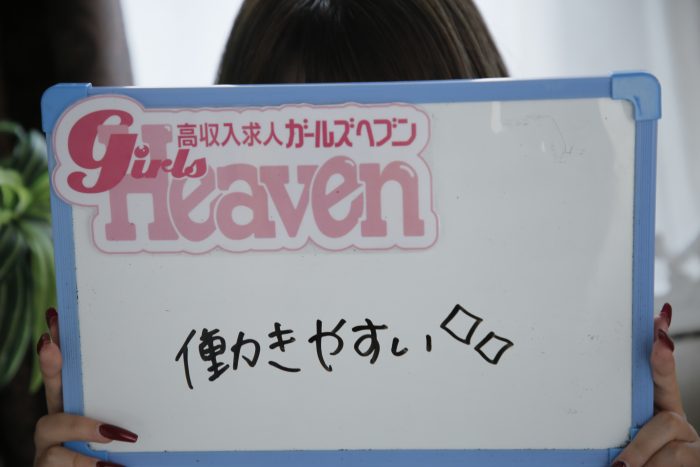 高収入求人ガールズヘブン
girls
Heaven
働きやすい◇◇